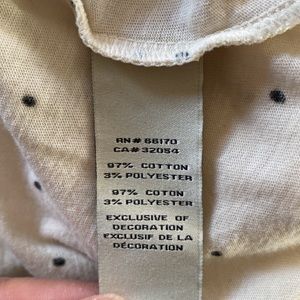 RN# 66170
CA# 32054
97% COTTON
3% POLYESTER
97% COTON
3% POLYESTER
EXCLUSIVE OF
DECORATION
EXCLUSIF DE LA
DÉCORATION